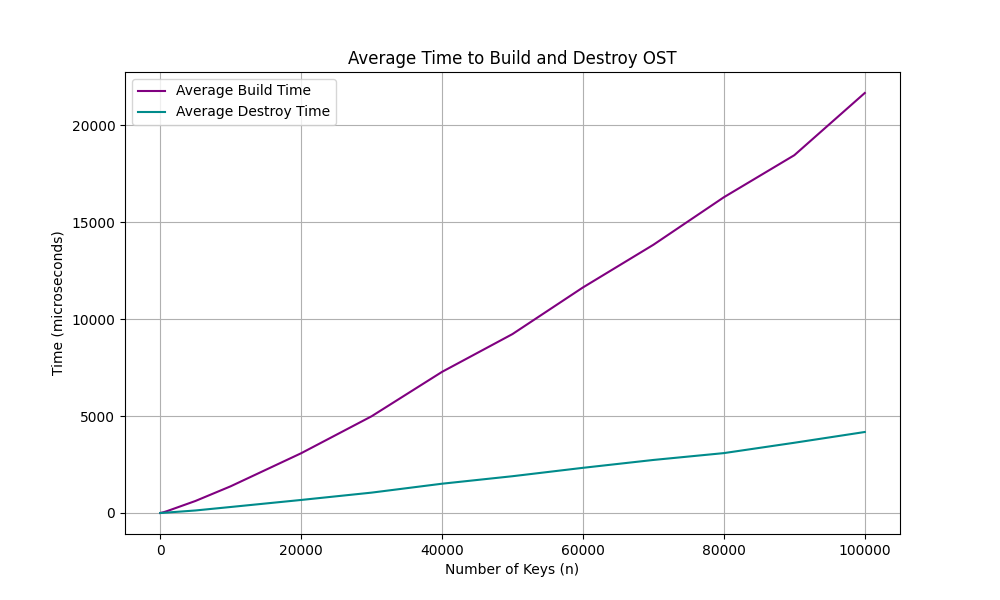 Average Time to Build and Destroy OST
Average Build Time
Average Destroy Time
Time (microseconds)
20000
15000
10000
5000
0
0 20000 40000 60000 80000 100000
Number of Keys (n)